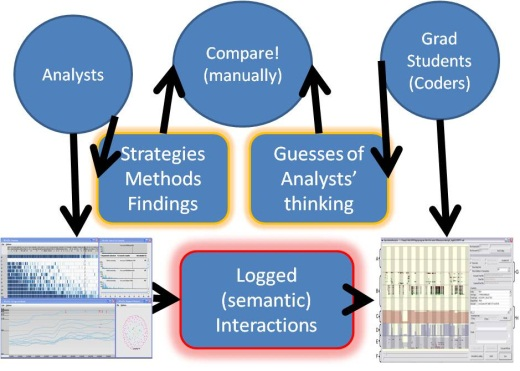 Analysts
Compare!
(manually)
Grad
Students
(Coders)
Strategies
Methods
Findings
Guesses of
Analysts'
thinking
Logged
(semantic)
Interactions